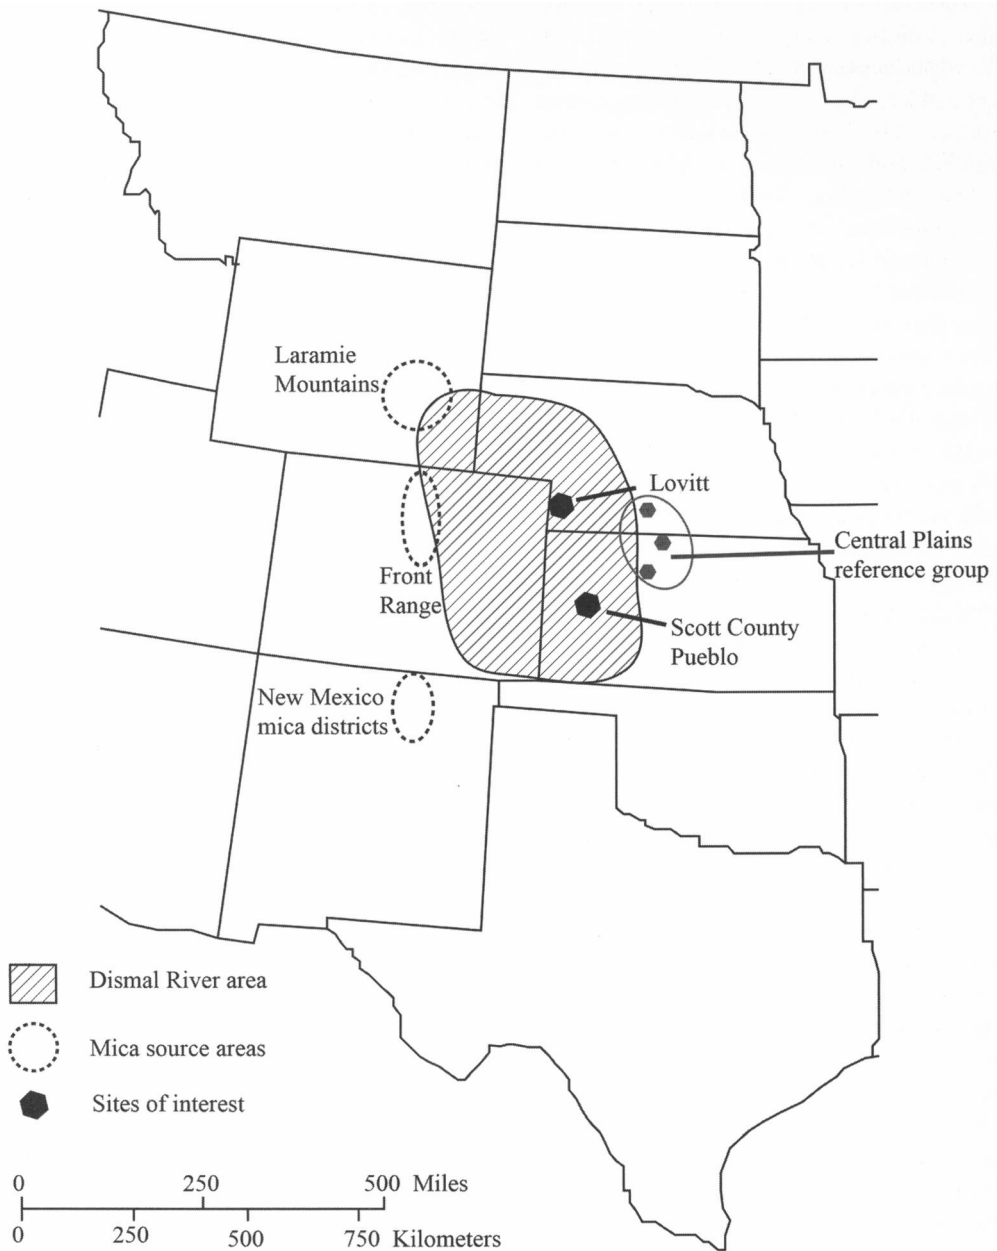 Laramie
Mountains
Lovitt
Central Plains
reference group
Front
Range
Scott County
Pueblo
New Mexico
mica districts
Dismal River area
Mica source areas
Sites of interest
0 250 500 Miles
0 250 500 750 Kilometers